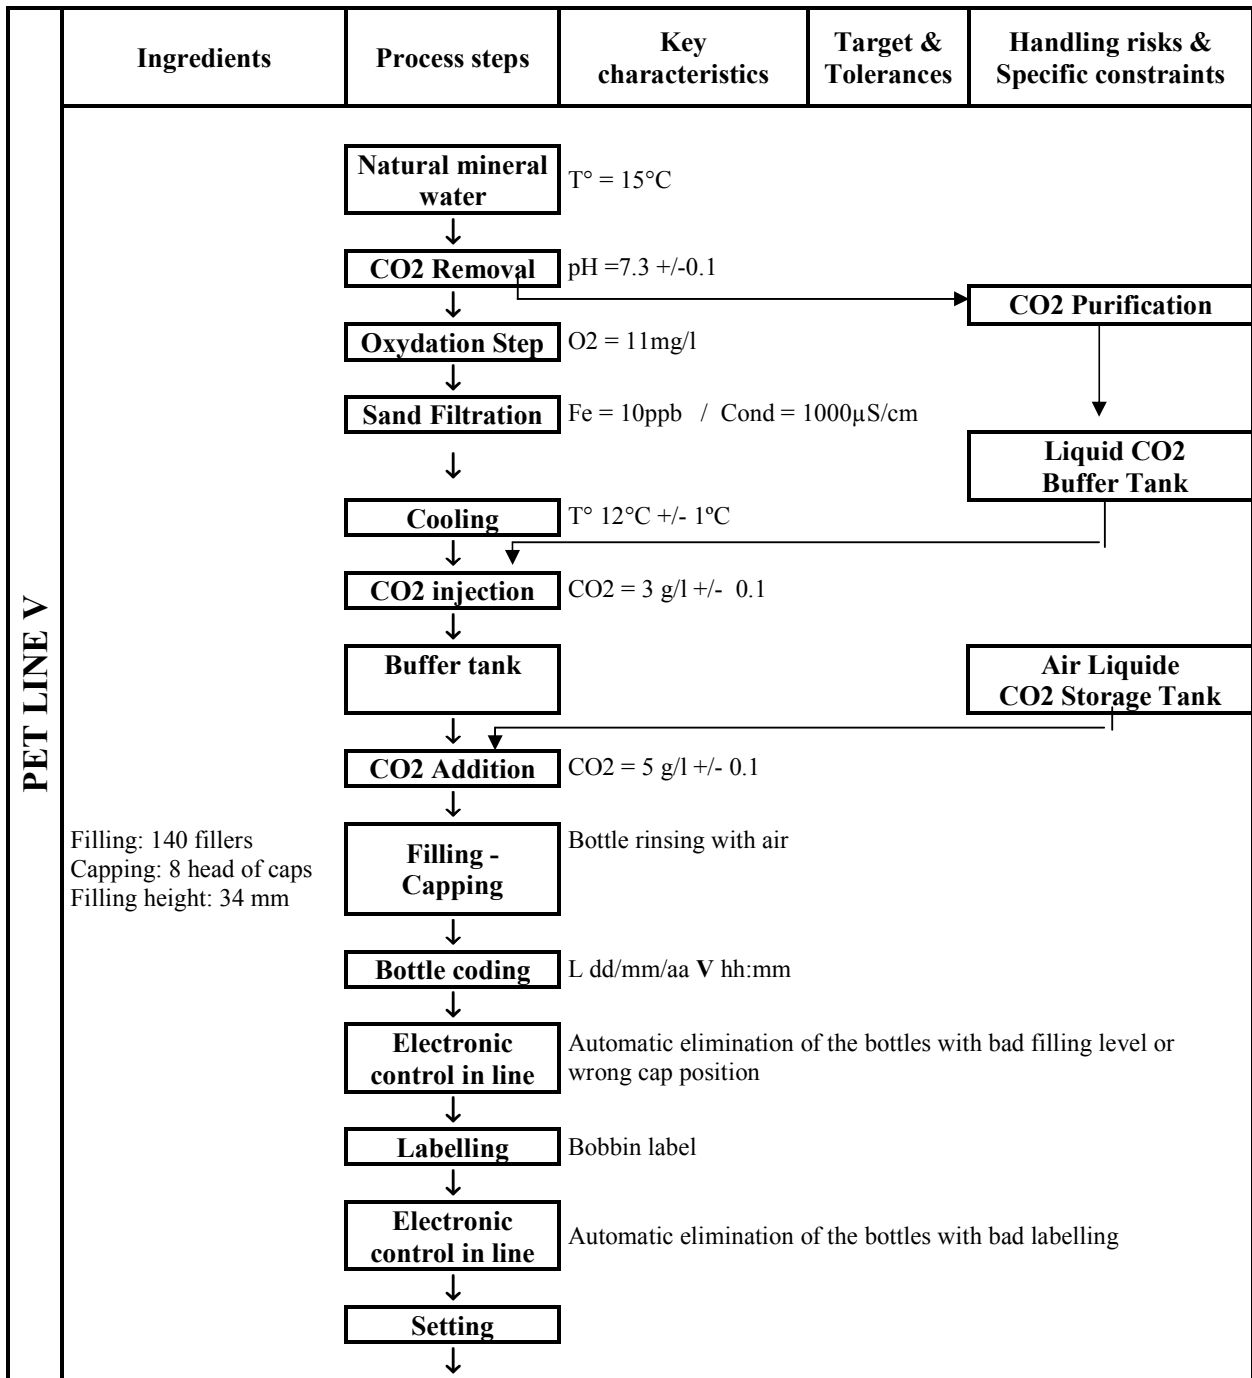 PET LINE V
Ingredients
Process steps
Key
characteristics
Target &
Tolerances
Handling risks &
Specific constraints
Natural mineral
water
T° = 15°C
CO2 Removal
pH =7.3 +/-0.1
CO2 Purification
Oxydation Step
O2 = 11mg/l
Sand Filtration
Fe = 10ppb / Cond = 1000µS/cm
Liquid CO2
Buffer Tank
Cooling
T° 12°C +/- 1ºC
CO2 injection
CO2 = 3 g/l +/- 0.1
Buffer tank
Air Liquide
CO2 Storage Tank
CO2 Addition
CO2 = 5 g/l +/- 0.1
Filling: 140 fillers
Capping: 8 head of caps
Filling height: 34 mm
Filling -
Capping
Bottle rinsing with air
Bottle coding
L dd/mm/aa V hh:mm
Electronic
control in line
Automatic elimination of the bottles with bad filling level or
wrong cap position
Labelling
Bobbin label
Electronic
control in line
Automatic elimination of the bottles with bad labelling
Setting